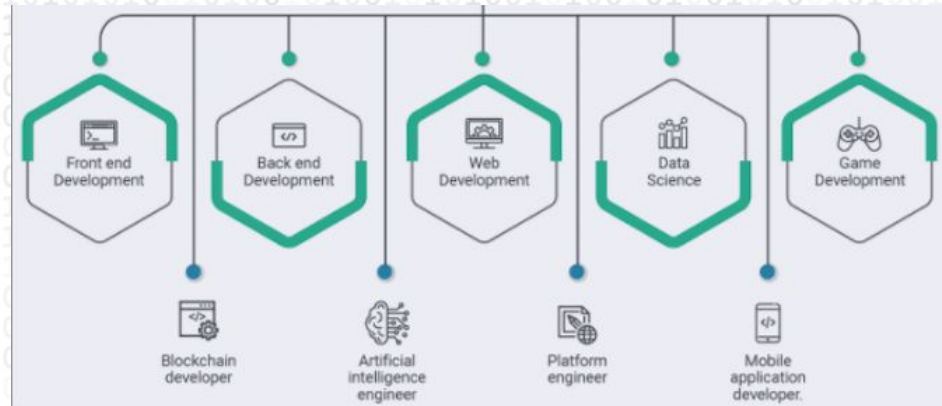 Front end
Development
Back end
Development
Web
Development
Data
Science
Game
Development
Blockchain
developer
Artificial
intelligence
engineer
Platform
engineer
Mobile
application
developer.